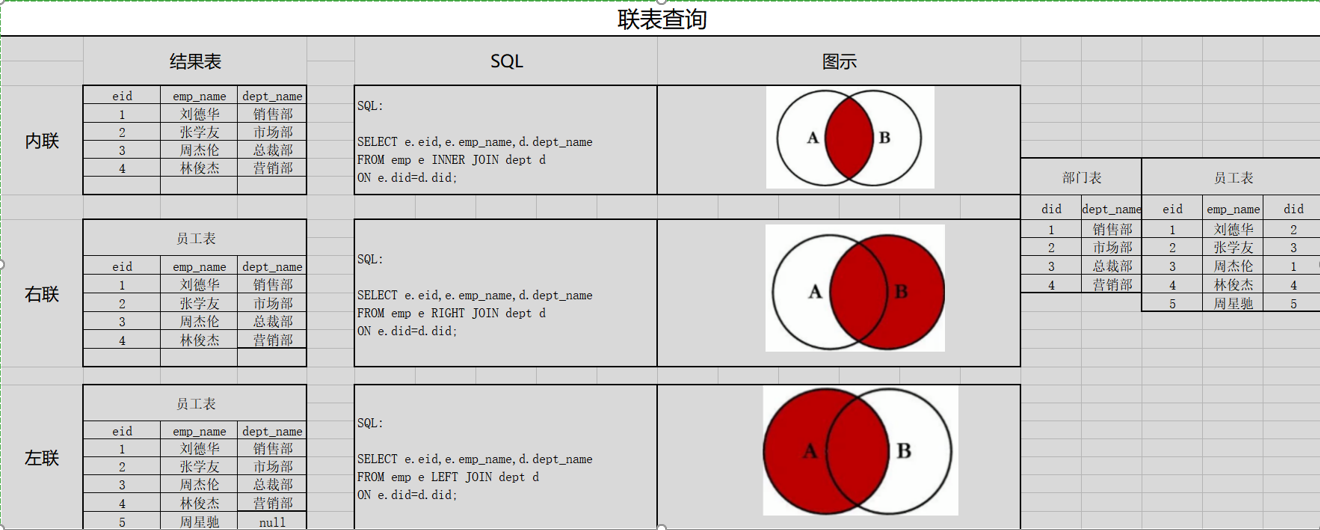 联表查询
结果表 SQL 图示
内联
eid emp_name dept_name
1 刘德华 销售部
2 张学友 市场部
3 周杰伦 总裁部
4 林俊杰 营销部
SQL:
SELECT e.eid,e.emp_name,d.dept_name
FROM emp e INNER JOIN dept d
ON e.did=d.did;
A B
右联
员工表
eid emp_name dept_name
1 刘德华 销售部
2 张学友 市场部
3 周杰伦 总裁部
4 林俊杰 营销部
SQL:
SELECT e.eid,e.emp_name,d.dept_name
FROM emp e RIGHT JOIN dept d
ON e.did=d.did;
A B
左联
员工表
eid emp_name dept_name
1 刘德华 销售部
2 张学友 市场部
3 周杰伦 总裁部
4 林俊杰 营销部
5 周星驰 null
SQL:
SELECT e.eid,e.emp_name,d.dept_name
FROM emp e LEFT JOIN dept d
ON e.did=d.did;
A B
部门表 员工表
did dept_name eid emp_name did
1 销售部 1 刘德华 2
2 市场部 2 张学友 3
3 总裁部 3 周杰伦 1
4 营销部 4 林俊杰 4
5 周星驰 5